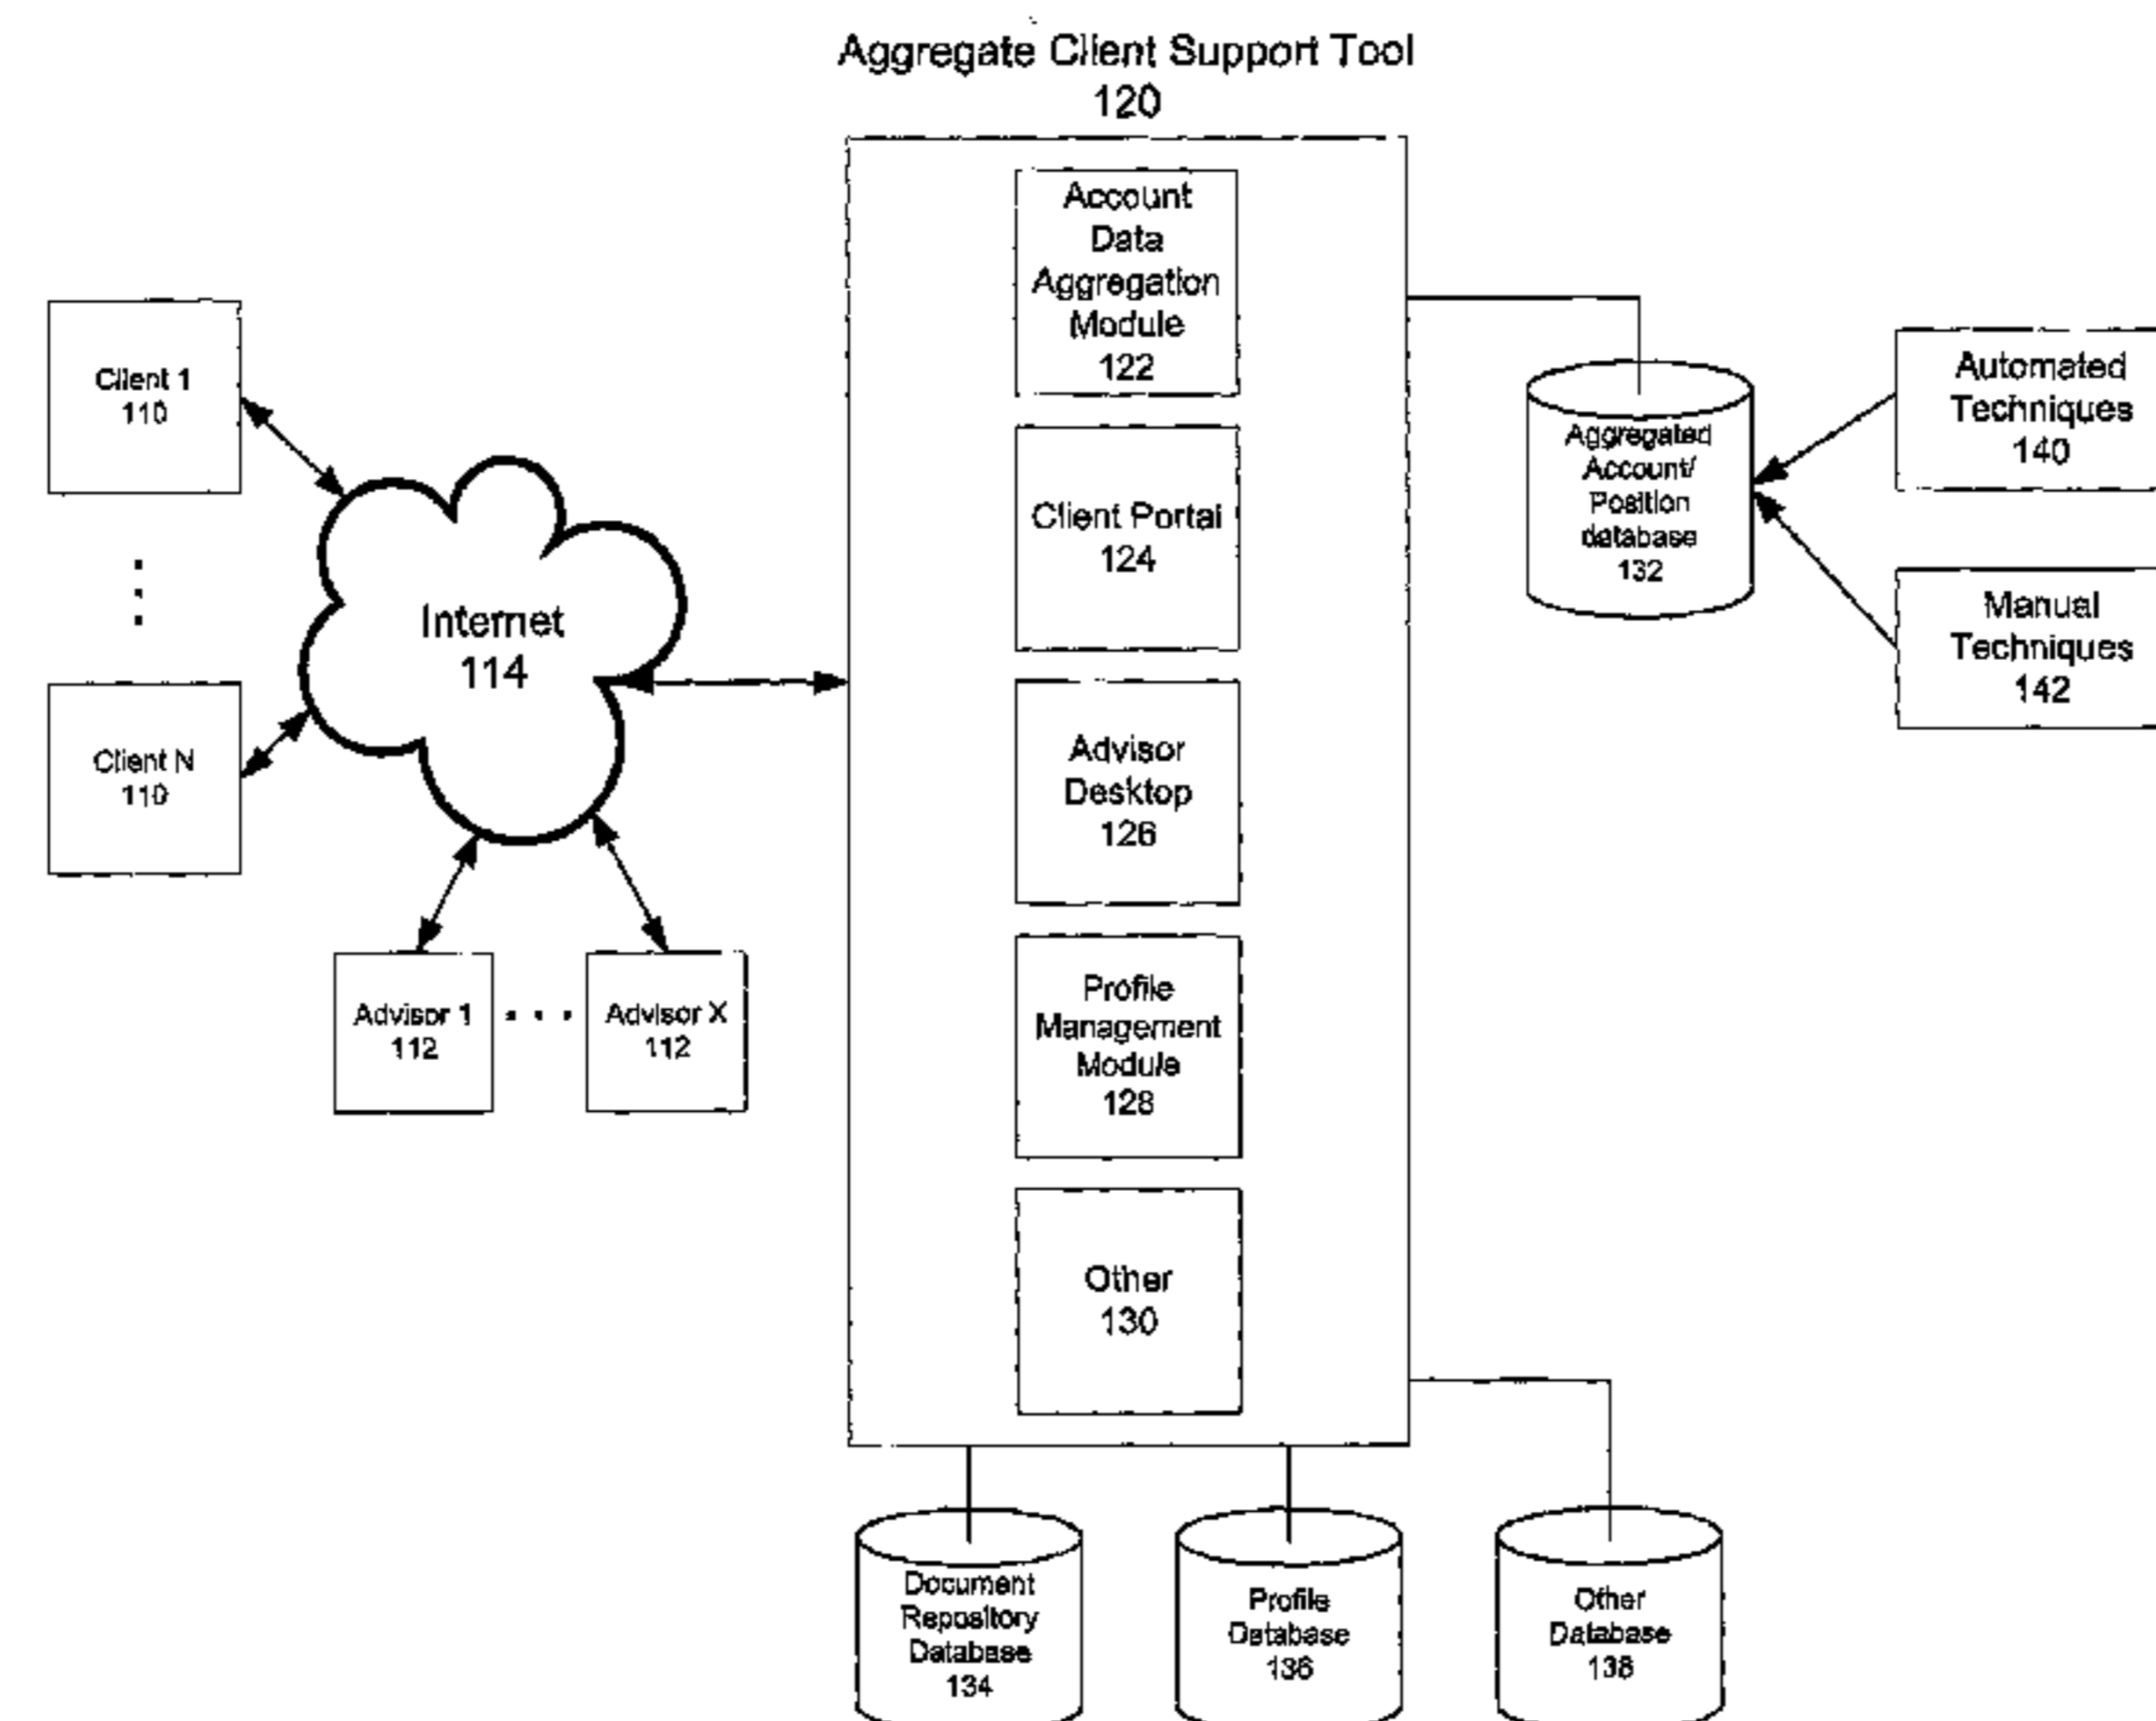 Aggregate Client Support Tool
120
Account
Data
Aggregation
Module
122
Client Portal
124
Advisor
Desktop
126
Profile
Management
Module
128
Other
130
Client 1
110
Client N
110
Internet
114
Advisor 1
112
Advisor X
112
Aggregated
Account/
Position
database
132
Automated
Techniques
140
Manual
Techniques
142
Document
Repository
Database
134
Profile
Database
136
Other
Database
138